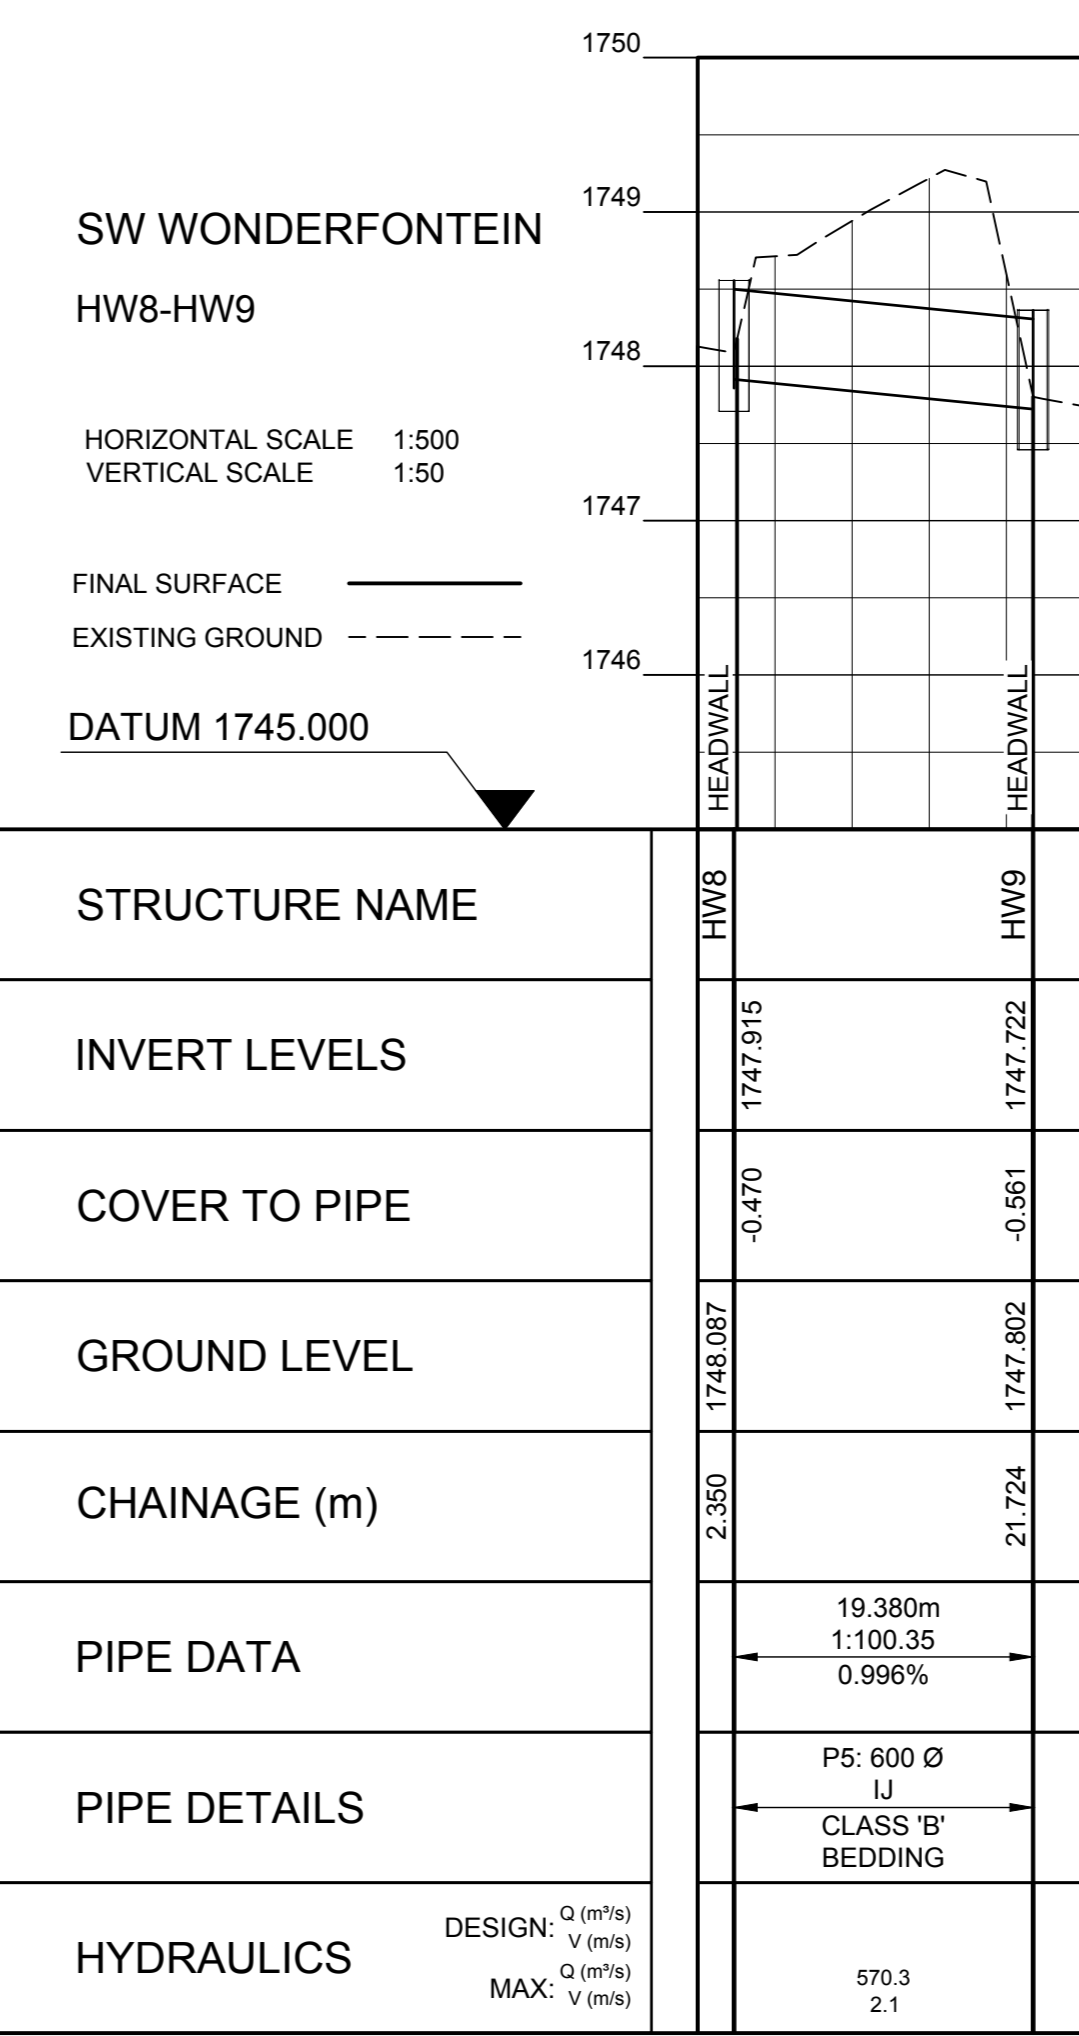 1750
1749
1748
1747
1746
SW WONDERFONTEIN
HW8-HW9
HORIZONTAL SCALE 1:500
VERTICAL SCALE 1:50
FINAL SURFACE
EXISTING GROUND
DATUM 1745.000
HEADWALL
HEADWALL
STRUCTURE NAME
HW8
HW9
INVERT LEVELS
1747.915
1747.722
COVER TO PIPE
-0.470
-0.561
GROUND LEVEL
1748.087
1747.802
CHAINAGE (m)
2.350
21.724
PIPE DATA
19.380m
1:100.35
0.996%
PIPE DETAILS
P5: 600 Ø
IJ
CLASS 'B'
BEDDING
HYDRAULICS
DESIGN: Q (m³/s)
V (m/s)
MAX: Q (m³/s)
V (m/s)
570.3
2.1